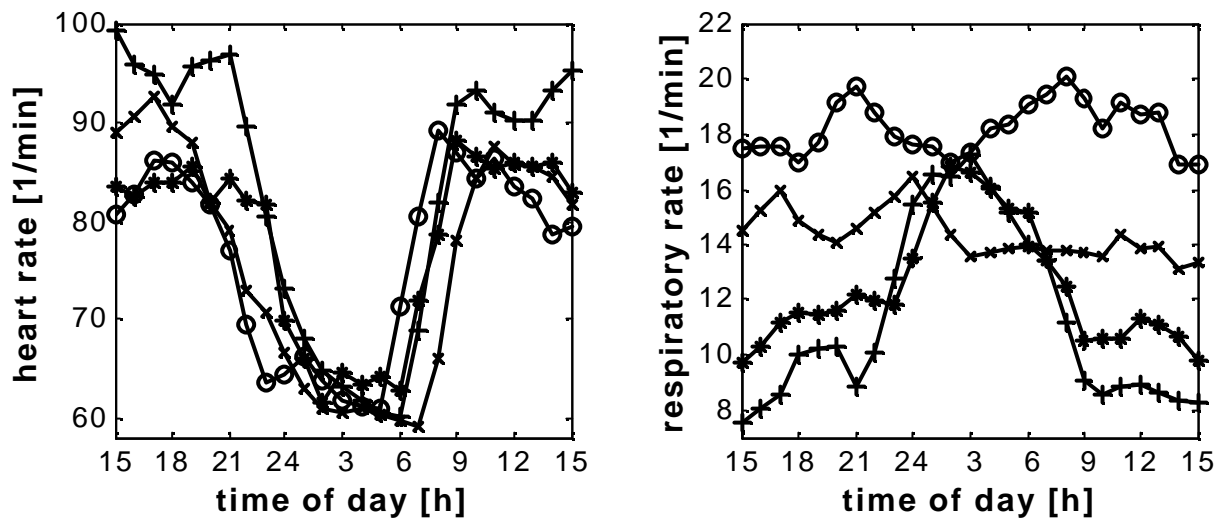 heart rate [1/min]
100
90
80
70
60
15 18 21 24 3 6 9 12 15
time of day [h]
respiratory rate [1/min]
22
20
18
16
14
12
10
8
15 18 21 24 3 6 9 12 15
time of day [h]